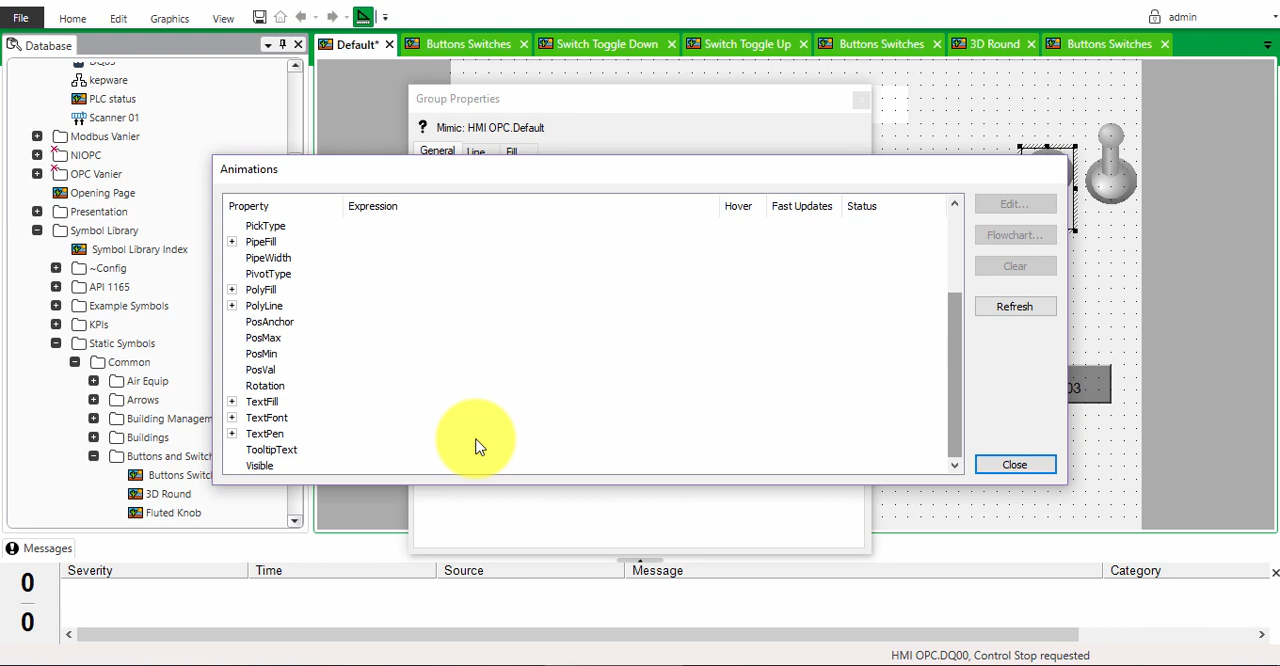 File Home Edit Graphics View admin
Database
Default* Buttons Switches Switch Toggle Down Switch Toggle Up Buttons Switches 3D Round Buttons Switches
DQ03
kepware
PLC status
Scanner 01
Modbus Vanier
NIOPC
OPC Vanier
Opening Page
Presentation
Symbol Library
Symbol Library Index
~Config
API 1165
Example Symbols
KPIs
Static Symbols
Common
Air Equip
Arrows
Building Managem
Buildings
Buttons and Switch
Buttons Switc
3D Round
Fluted Knob
Group Properties
? Mimic: HMI OPC.Default
General Line Fill
Animations
Property Expression Hover Fast Updates Status
PickType
PipeFill
PipeWidth
PivotType
PolyFill
PolyLine
PosAnchor
PosMax
PosMin
PosVal
Rotation
TextFill
TextFont
TextPen
TooltipText
Visible
Edit...
Flowchart...
Clear
Refresh
Close
03
Messages
Severity Time Source Message Category
0
0
HMI OPC.DQ00, Control Stop requested